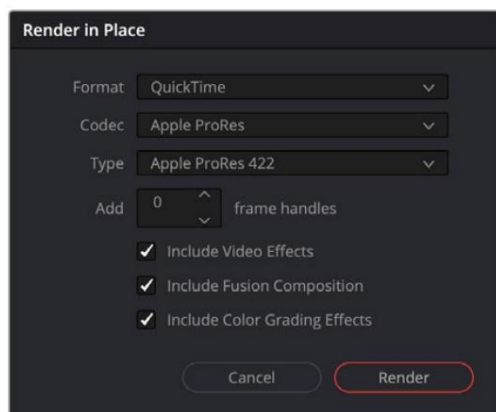 Render in Place
Format QuickTime
Codec Apple ProRes
Type Apple ProRes 422
Add 0 frame handles
Include Video Effects
Include Fusion Composition
Include Color Grading Effects
Cancel Render